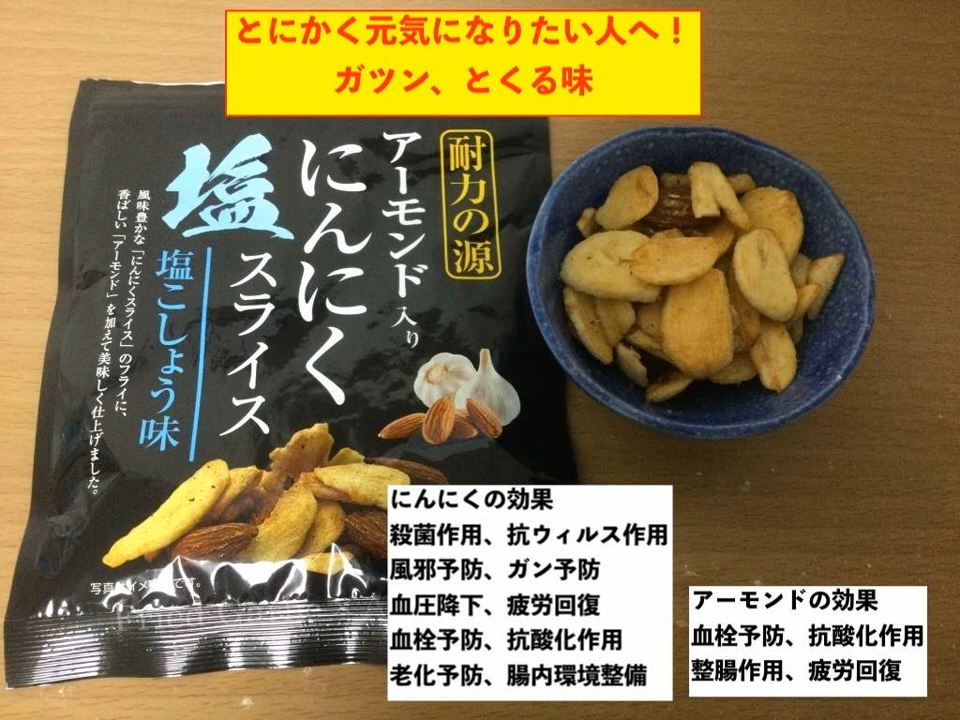 とにかく元気になりたい人へ！
ガツン、とくる味
耐力の源
アーモンド入り
にんにく
スライス
塩
塩こしょう味
風味豊かな「にんにくスライス」のフライに、
香ばしい「アーモンド」を加えて美味しく仕上げました。
写真はイメージです。
にんにくの効果
殺菌作用、抗ウィルス作用
風邪予防、ガン予防
血圧降下、疲労回復
血栓予防、抗酸化作用
老化予防、腸内環境整備
アーモンドの効果
血栓予防、抗酸化作用
整腸作用、疲労回復